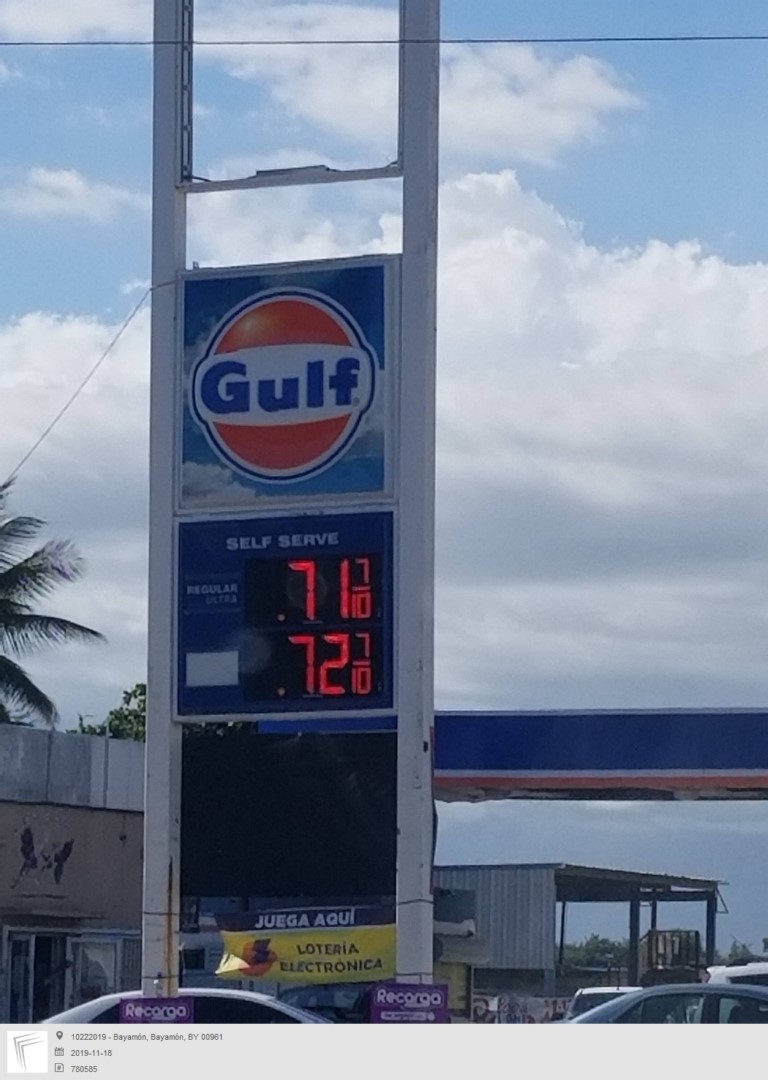 Gulf
SELF SERVE
REGULAR
ULTRA
.71 7/10
.72 7/10
JUEGA AQUÍ
LOTERÍA
ELECTRÓNICA
Recarga
Recarga
10222019 - Bayamón, Bayamón, BY 00961
2019-11-18
780585